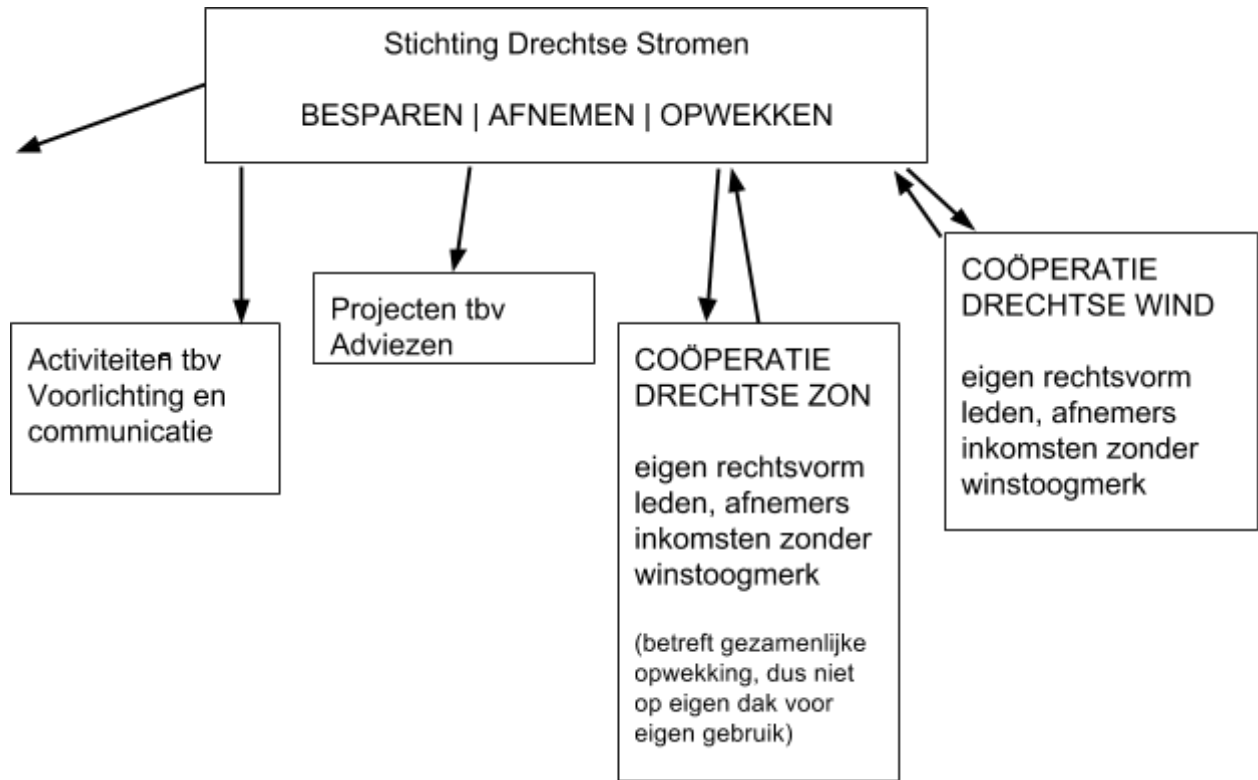 Stichting Drechtse Stromen
BESPAREN | AFNEMEN | OPWEKKEN
Activiteiten tbv
Voorlichting en
communicatie
Projecten tbv
Adviezen
COÖPERATIE
DRECHTSE ZON
eigen rechtsvorm
leden, afnemers
inkomsten zonder
winstoogmerk
(betreft gezamenlijke
opwekking, dus niet
op eigen dak voor
eigen gebruik)
COÖPERATIE
DRECHTSE WIND
eigen rechtsvorm
leden, afnemers
inkomsten zonder
winstoogmerk